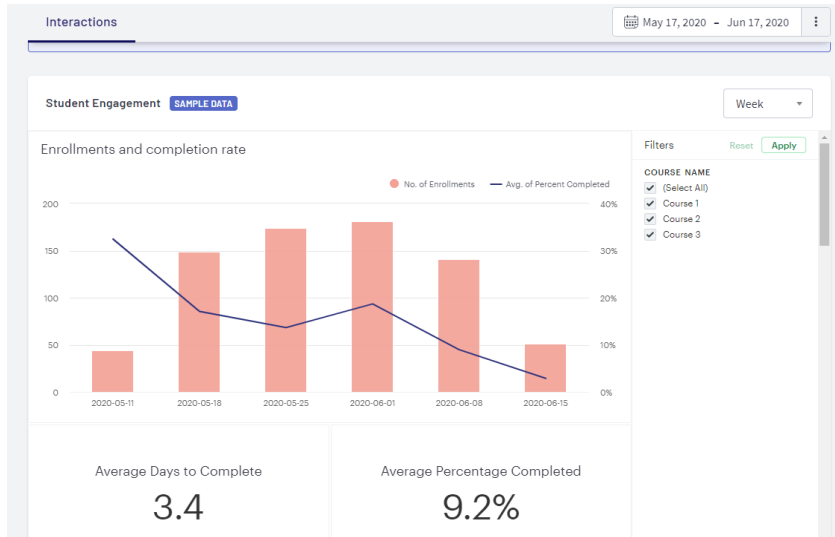 Interactions
May 17, 2020 – Jun 17, 2020
Student Engagement SAMPLE DATA
Week
Enrollments and completion rate
No. of Enrollments
Avg. of Percent Completed
200
150
100
50
0
40%
30%
20%
10%
0%
2020-05-11
2020-05-18
2020-05-25
2020-06-01
2020-06-08
2020-06-15
Filters
Reset
Apply
COURSE NAME
(Select All)
Course 1
Course 2
Course 3
Average Days to Complete
3.4
Average Percentage Completed
9.2%